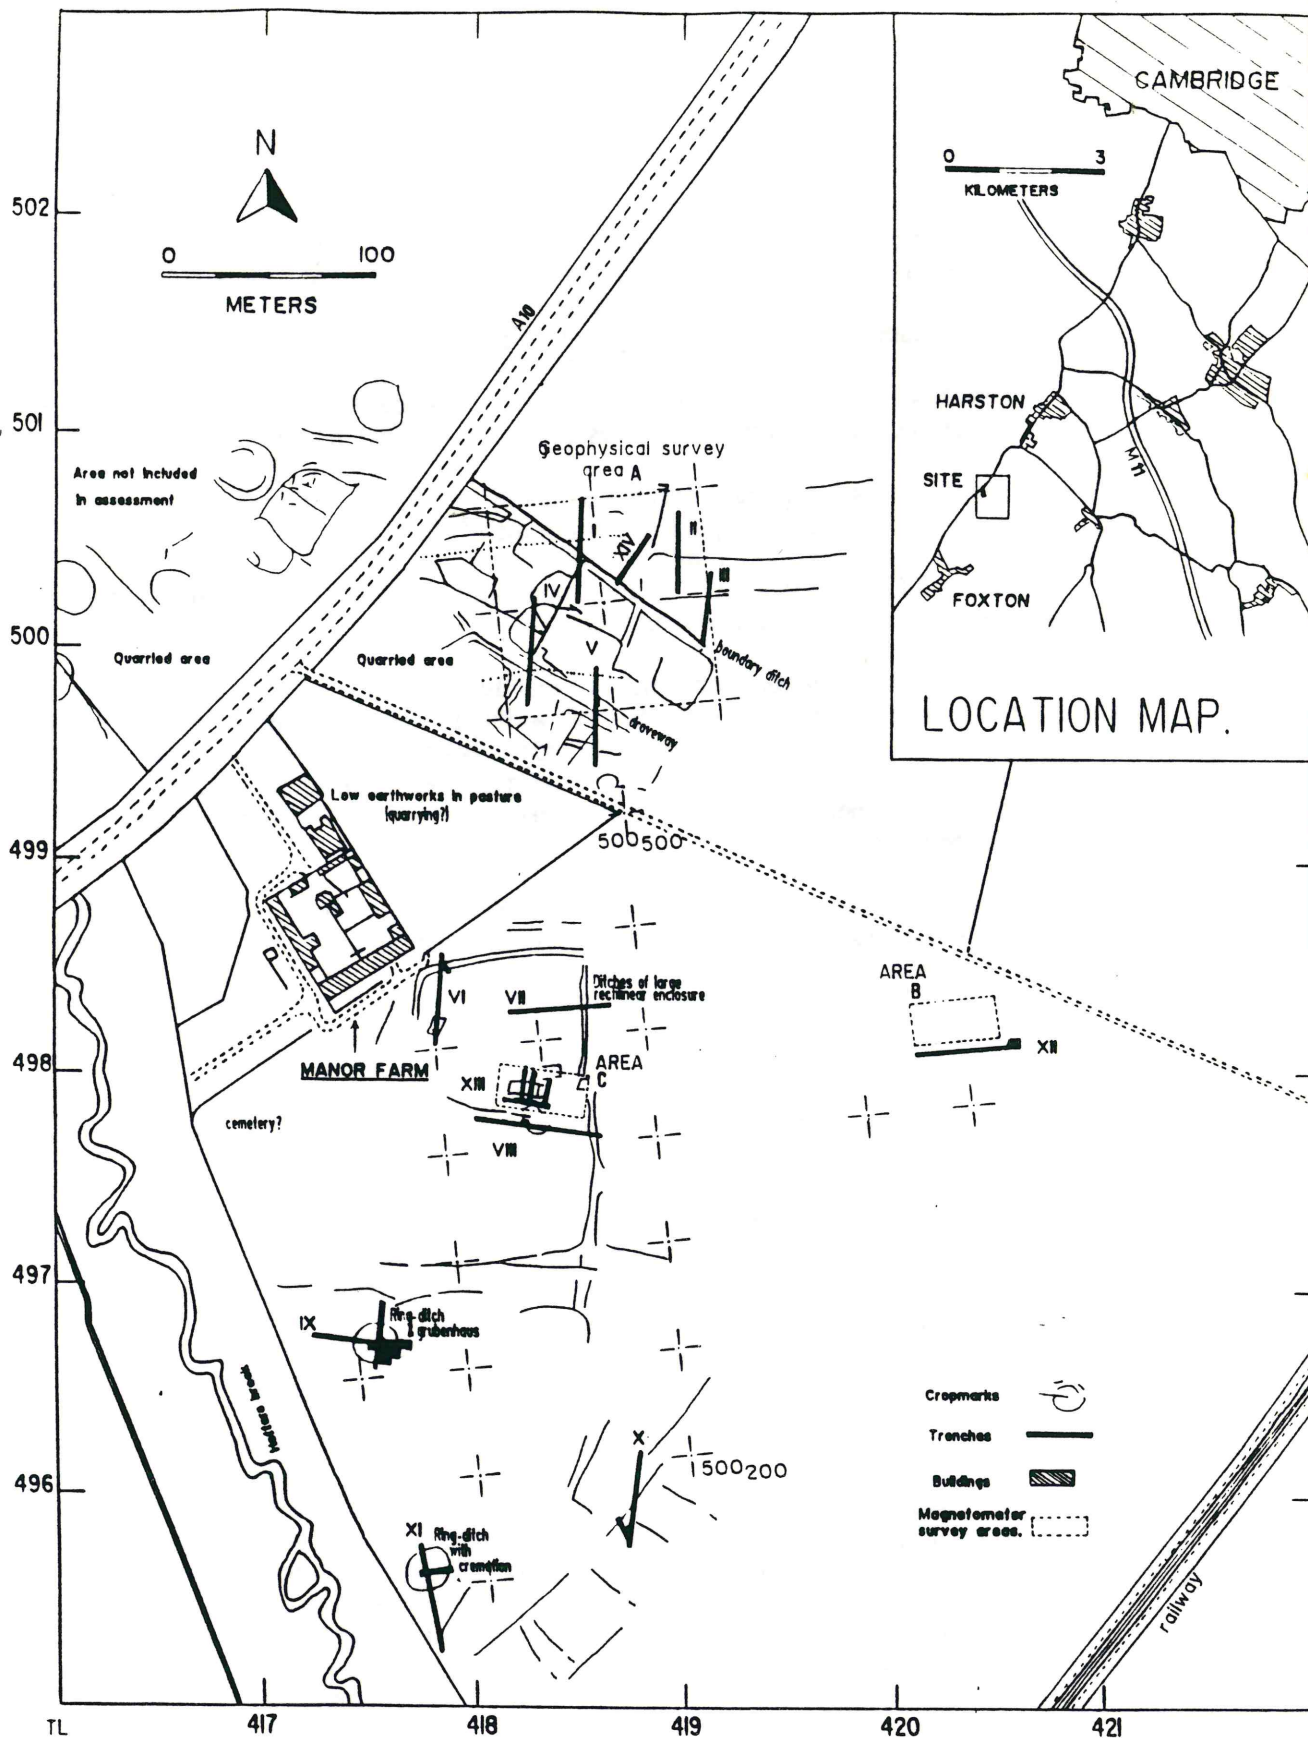 CAMBRIDGE
0 3
KILOMETERS
HARSTON
M 11
SITE
FOXTON
LOCATION MAP.
N
0 100
METERS
502
501
500
499
498
497
496
A10
Area not included
in assessment
Geophysical survey
area A
I
II
III
XIV
IV
V
boundary ditch
droveway
Quarried area
Quarried area
Low earthworks in pasture
(quarrying?)
500 500
Ditches of large
rectilinear enclosure
VI
VII
AREA
B
XII
MANOR FARM
AREA
C
XIII
VIII
cemetery?
IX
Ring-ditch
grubenhaus
X
500 200
XI
Ring-ditch
with
cremation
Cropmarks
Trenches
Buildings
Magnetometer
survey areas.
railway
TL 417 418 419 420 421